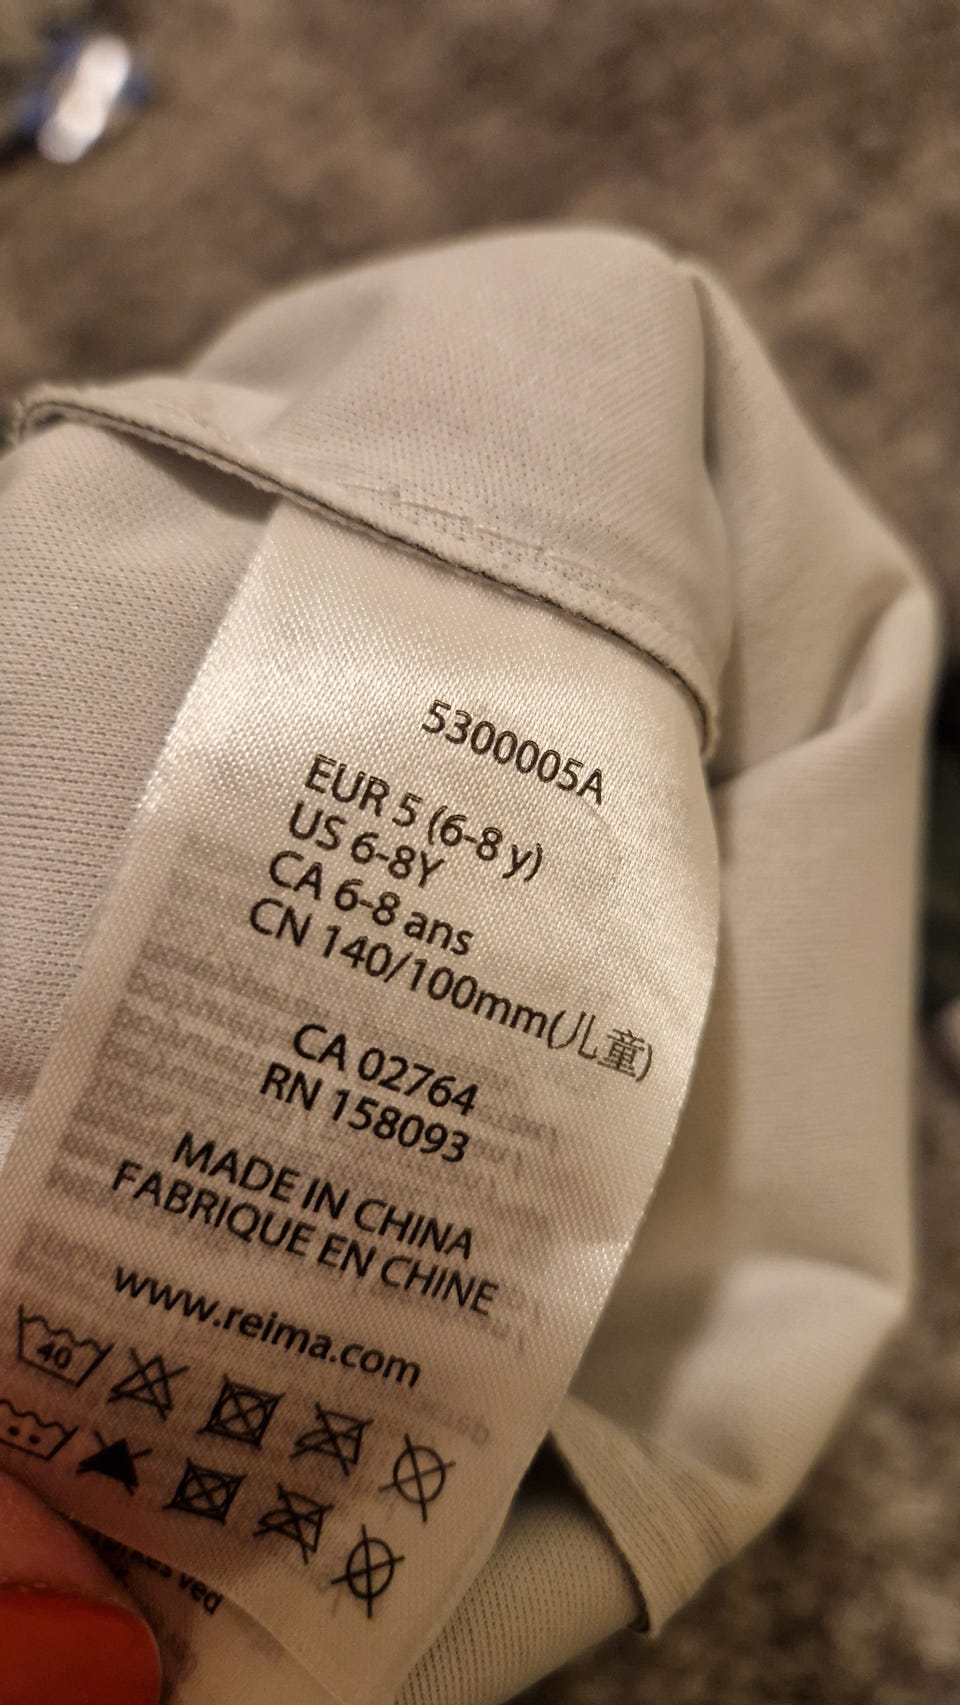 5300005A
EUR 5 (6-8 y)
US 6-8Y
CA 6-8 ans
CN 140/100mm(儿童)
CA 02764
RN 158093
MADE IN CHINA
FABRIQUE EN CHINE
www.reima.com
40